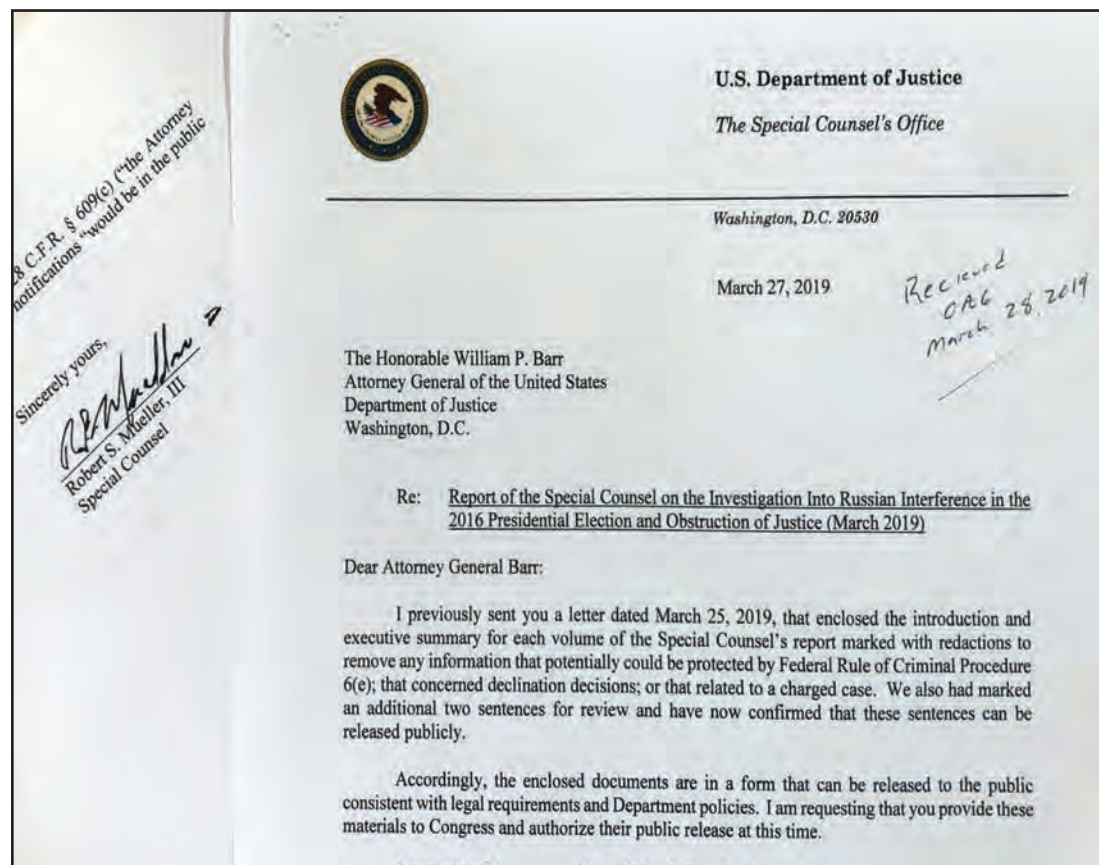 28 C.F.R. § 609(c) ("the Attorney
notifications "would be in the public
Sincerely yours,
Robert S. Mueller, III
Special Counsel
U.S. Department of Justice
The Special Counsel's Office
Washington, D.C. 20530
March 27, 2019
Recieved
OAG
March 28, 2019
The Honorable William P. Barr
Attorney General of the United States
Department of Justice
Washington, D.C.
Re: Report of the Special Counsel on the Investigation Into Russian Interference in the
2016 Presidential Election and Obstruction of Justice (March 2019)
Dear Attorney General Barr:
I previously sent you a letter dated March 25, 2019, that enclosed the introduction and
executive summary for each volume of the Special Counsel's report marked with redactions to
remove any information that potentially could be protected by Federal Rule of Criminal Procedure
6(e); that concerned declination decisions; or that related to a charged case. We also had marked
an additional two sentences for review and have now confirmed that these sentences can be
released publicly.
Accordingly, the enclosed documents are in a form that can be released to the public
consistent with legal requirements and Department policies. I am requesting that you provide these
materials to Congress and authorize their public release at this time.